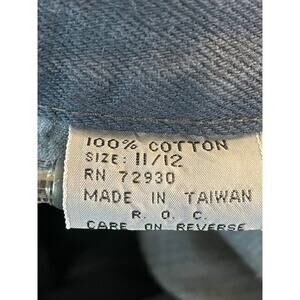 100% COTTON
SIZE: 11/12
RN 72930
MADE IN TAIWAN
R. O. C.
CARE ON REVERSE